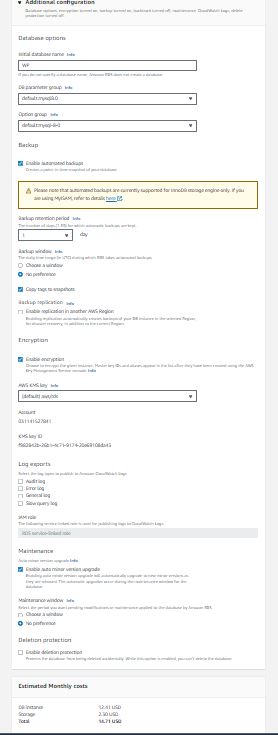 Additional configuration
Database options, encryption turned on, backup turned on, backtrack turned off, maintenance, CloudWatch Logs, delete
protection turned off.
Database options
Initial database name Info
WP
If you do not specify a database name, Amazon RDS does not create a database.
DB parameter group Info
default.mysql8.0
Option group Info
default:mysql-8-0
Backup
Enable automated backups
Creates a point-in-time snapshot of your database
Please note that automated backups are currently supported for InnoDB storage engine only. If you
are using MyISAM, refer to details here
Backup retention period Info
The number of days (1-35) for which automatic backups are kept.
1 day
Backup window Info
The daily time range (in UTC) during which RDS takes automated backups.
Choose a window
No preference
Copy tags to snapshots
Backup replication Info
Enable replication in another AWS Region
Enabling replication automatically creates backups of your DB instance in the selected Region,
for disaster recovery, in addition to the current Region.
Encryption
Enable encryption
Choose to encrypt the given instance. Master key IDs and aliases appear in the list after they have been created using the AWS
Key Management Service console. Info
AWS KMS key Info
(default) aws/rds
Account
KMS key ID
Log exports
Select the log types to publish to Amazon CloudWatch Logs
Audit log
Error log
General log
Slow query log
IAM role
The following service-linked role is used for publishing logs to CloudWatch Logs.
RDS service-linked role
Maintenance
Auto minor version upgrade Info
Enable auto minor version upgrade
Enabling auto minor version upgrade will automatically upgrade to new minor versions as
they are released. The automatic upgrades occur during the maintenance window for the
database.
Maintenance window Info
Select the period you want pending modifications or maintenance applied to the database by Amazon RDS.
Choose a window
No preference
Deletion protection
Enable deletion protection
Protects the database from being deleted accidentally. While this option is enabled, you can't delete the database.
Estimated Monthly costs
DB instance 12.41 USD
Storage 2.30 USD
Total 14.71 USD